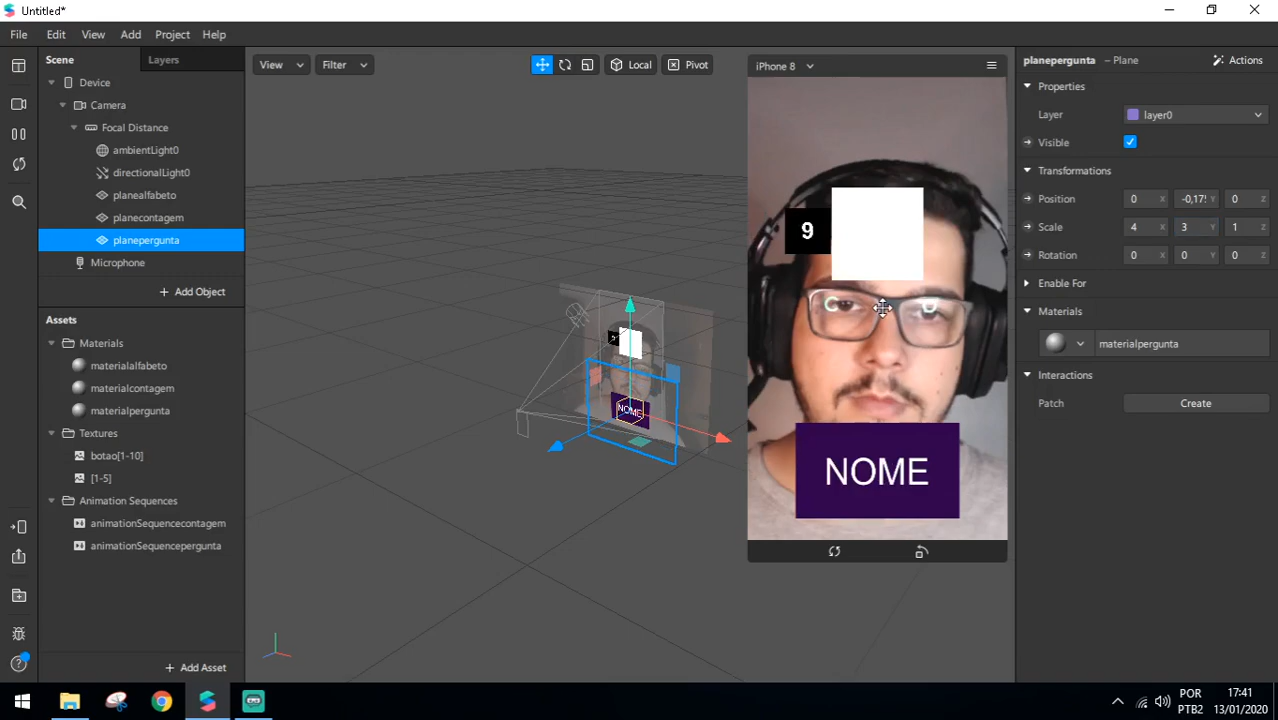 Untitled*
File Edit View Add Project Help
Scene Layers
Device
Camera
Focal Distance
ambientLight0
directionalLight0
planealfabeto
planecontagem
planepergunta
Microphone
+ Add Object
Assets
Materials
materialalfabeto
materialcontagem
materialpergunta
Textures
botao[1-10]
[1-5]
Animation Sequences
animationSequencecontagem
animationSequencepergunta
+ Add Asset
View Filter Local Pivot
NOME
iPhone 8
9
NOME
planepergunta – Plane Actions
Properties
Layer layer0
Visible
Transformations
Position 0 X -0,17 Y 0 Z
Scale 4 X 3 Y 1 Z
Rotation 0 X 0 Y 0 Z
Enable For
Materials
materialpergunta
Interactions
Patch Create
POR
PTB2
17:41
13/01/2020